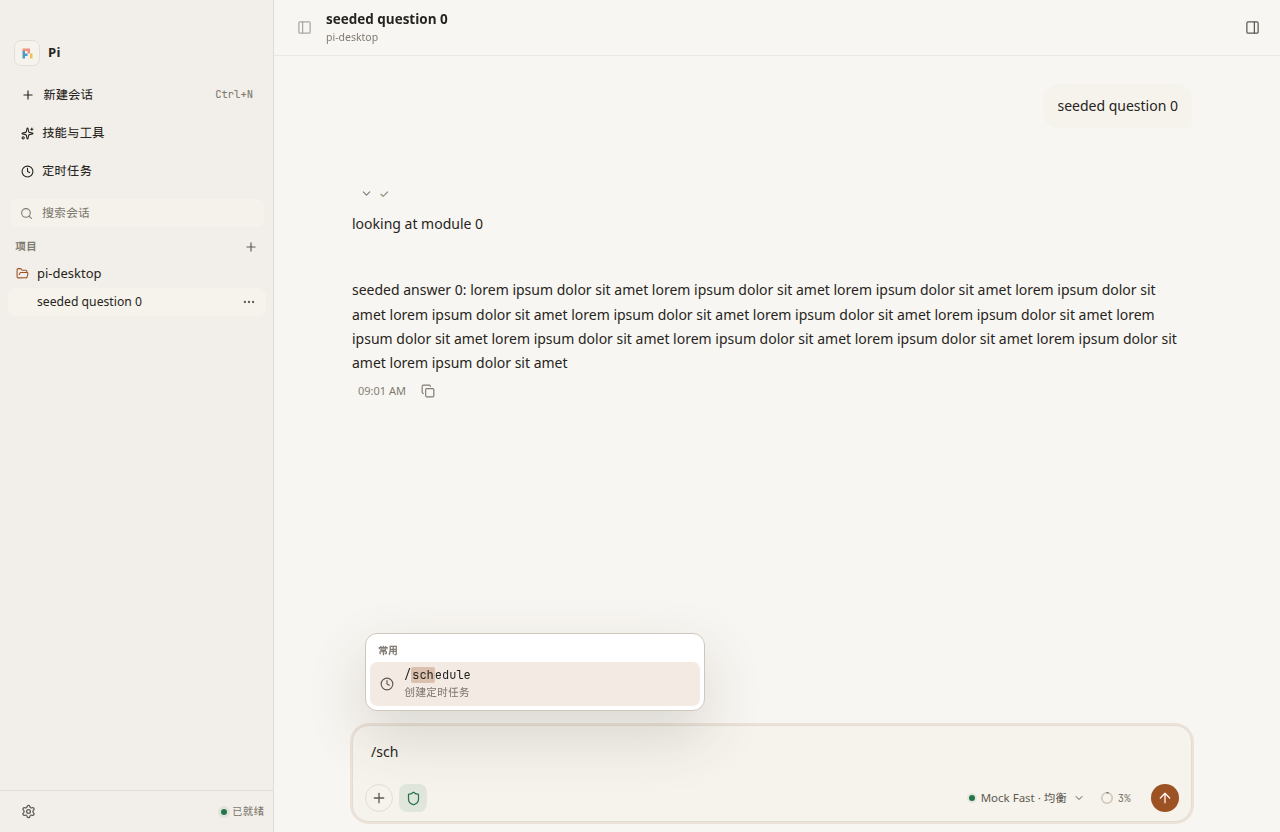 Pi
新建会话 Ctrl+N
技能与工具
定时任务
搜索会话
项目
pi-desktop
seeded question 0
已就绪
seeded question 0
pi-desktop
seeded question 0
looking at module 0
seeded answer 0: lorem ipsum dolor sit amet lorem ipsum dolor sit amet lorem ipsum dolor sit amet lorem ipsum dolor sit
amet lorem ipsum dolor sit amet lorem ipsum dolor sit amet lorem ipsum dolor sit amet lorem ipsum dolor sit amet lorem
ipsum dolor sit amet lorem ipsum dolor sit amet lorem ipsum dolor sit amet lorem ipsum dolor sit amet lorem ipsum dolor sit
amet lorem ipsum dolor sit amet
09:01 AM
常用
/schedule
创建定时任务
/sch
Mock Fast · 均衡 3%